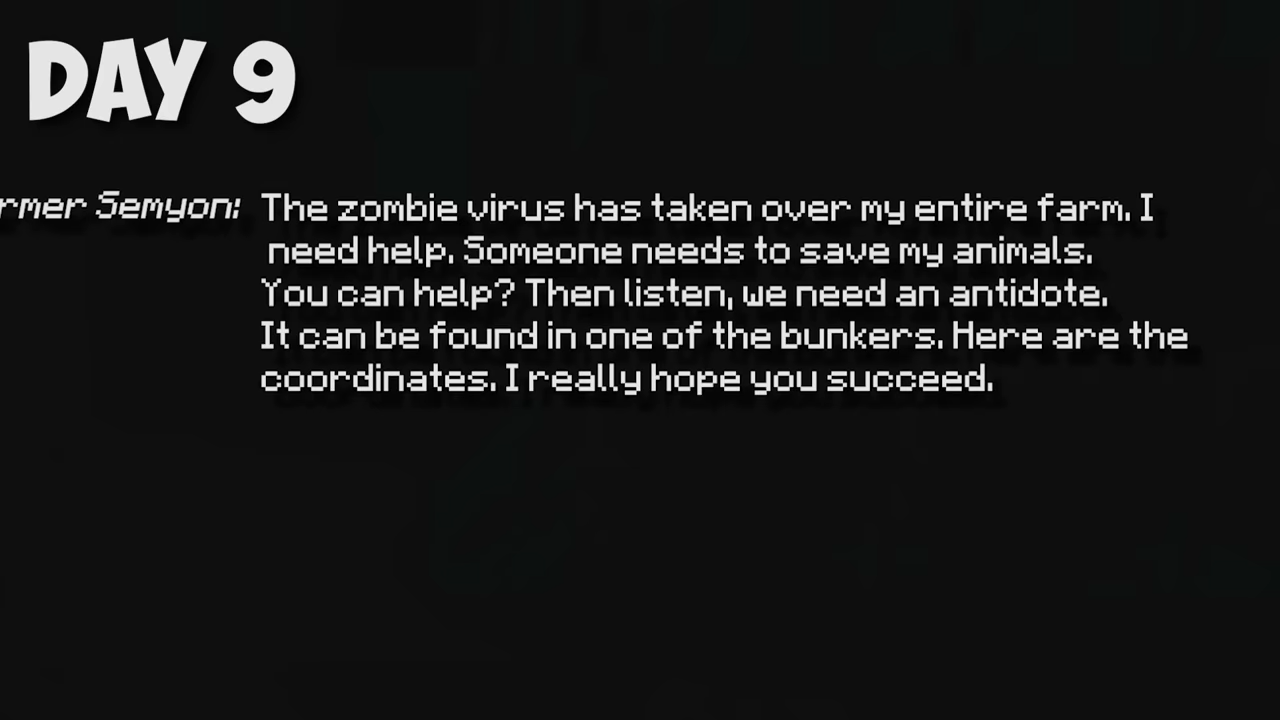 DAY 9
rmer Semyon: The zombie virus has taken over my entire farm. I
need help. Someone needs to save my animals.
You can help? Then listen, we need an antidote.
It can be found in one of the bunkers. Here are the
coordinates. I really hope you succeed.